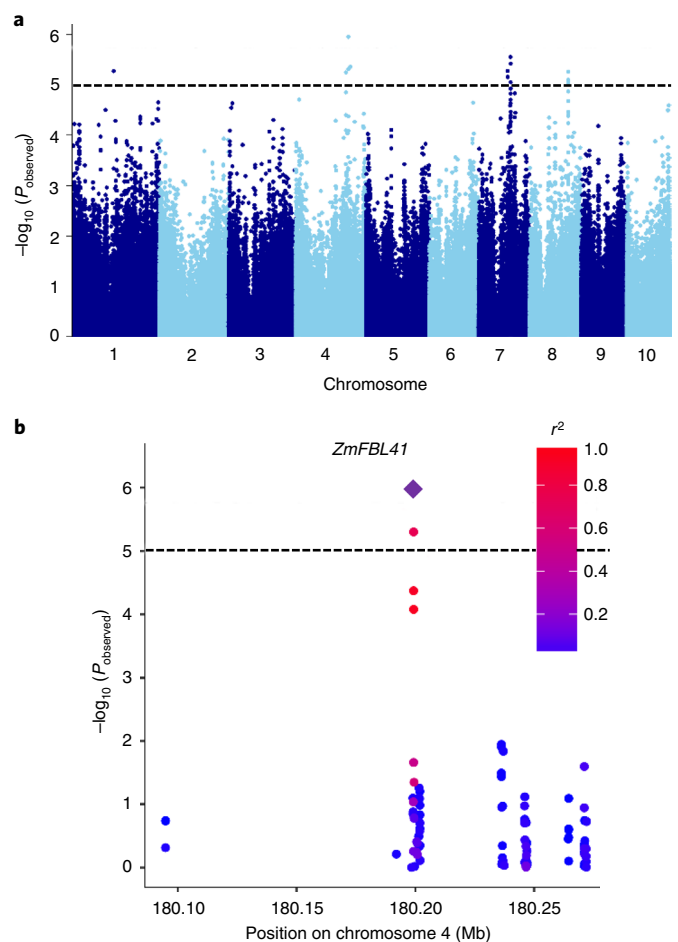 a
6
5
4
3
2
1
0
–log10 (Pobserved)
1 2 3 4 5 6 7 8 9 10
Chromosome
b
ZmFBL41
r2
1.0
0.8
0.6
0.4
0.2
6
5
4
3
2
1
0
–log10 (Pobserved)
180.10 180.15 180.20 180.25
Position on chromosome 4 (Mb)